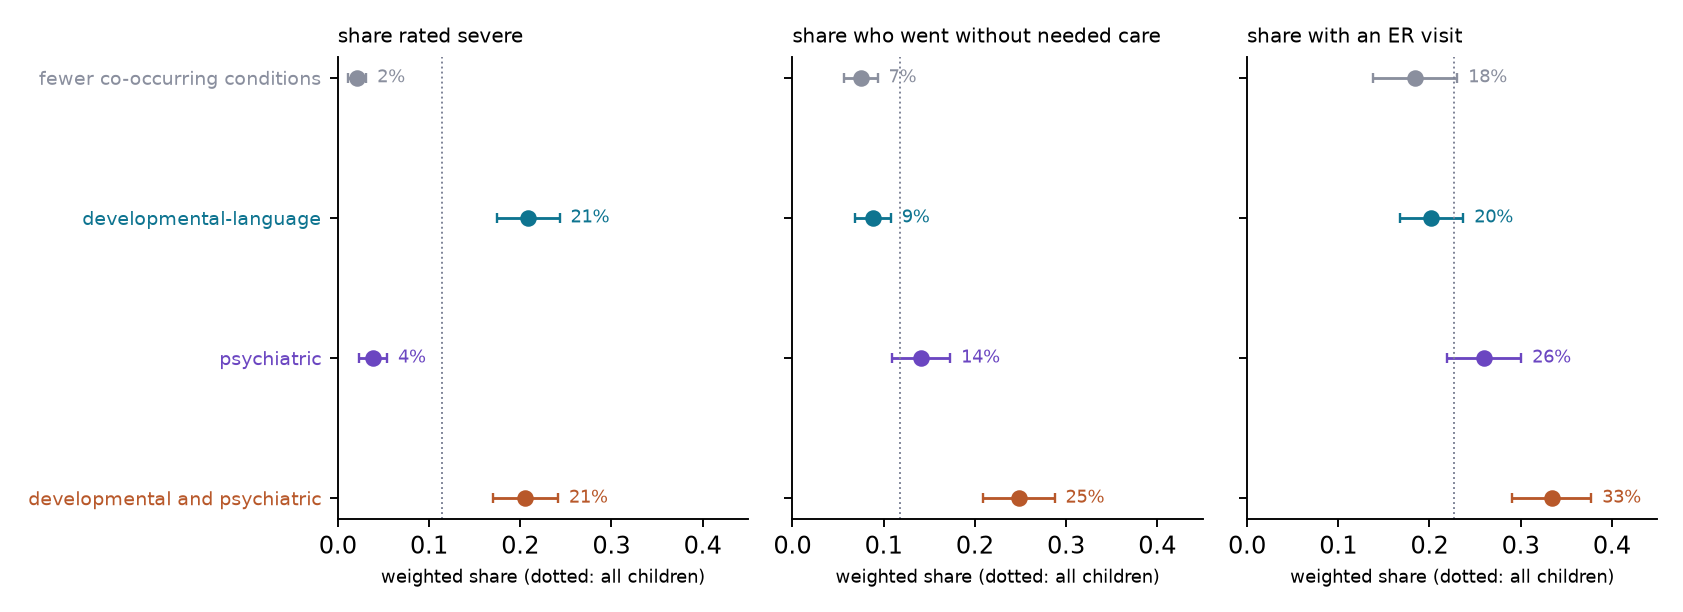 share rated severe
share who went without needed care
share with an ER visit
fewer co-occurring conditions
2%
7%
18%
developmental-language
21%
9%
20%
psychiatric
4%
14%
26%
developmental and psychiatric
21%
25%
33%
0.0 0.1 0.2 0.3 0.4
0.0 0.1 0.2 0.3 0.4
0.0 0.1 0.2 0.3 0.4
weighted share (dotted: all children)
weighted share (dotted: all children)
weighted share (dotted: all children)